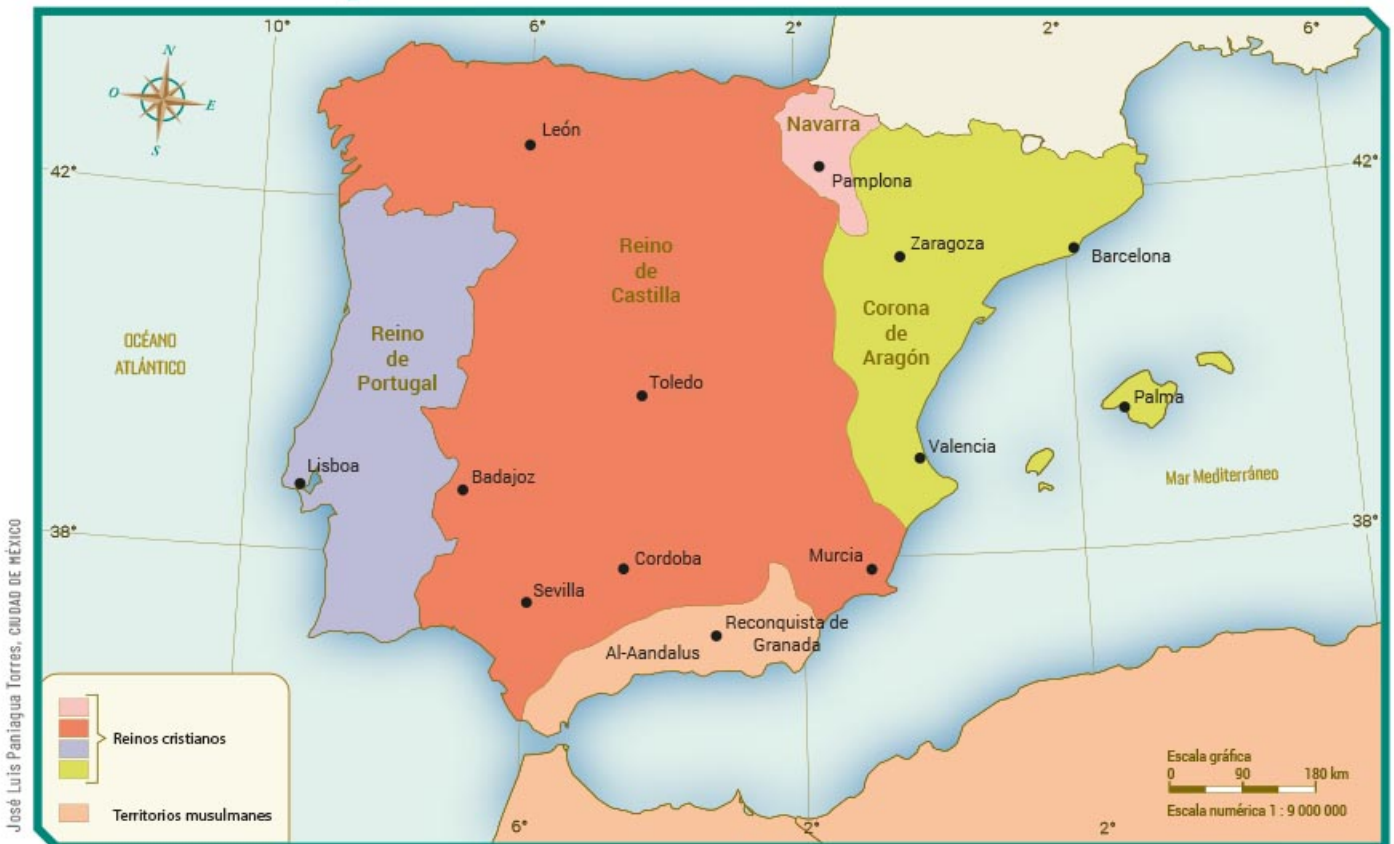 10°
6°
2°
2°
6°
N
O
E
S
42°
42°
León
Navarra
Pamplona
Zaragoza
Barcelona
Reino
de
Castilla
Corona
de
Aragón
OCÉANO
ATLÁNTICO
Reino
de
Portugal
Toledo
Palma
Valencia
Lisboa
Badajoz
Mar Mediterráneo
38°
38°
Cordoba
Murcia
Sevilla
Reconquista de
Granada
Al-Aandalus
Reinos cristianos
Territorios musulmanes
Escala gráfica
0 90 180 km
Escala numérica 1 : 9 000 000
6°
2°
2°
José Luis Paniagua Torres, CIUDAD DE MÉXICO